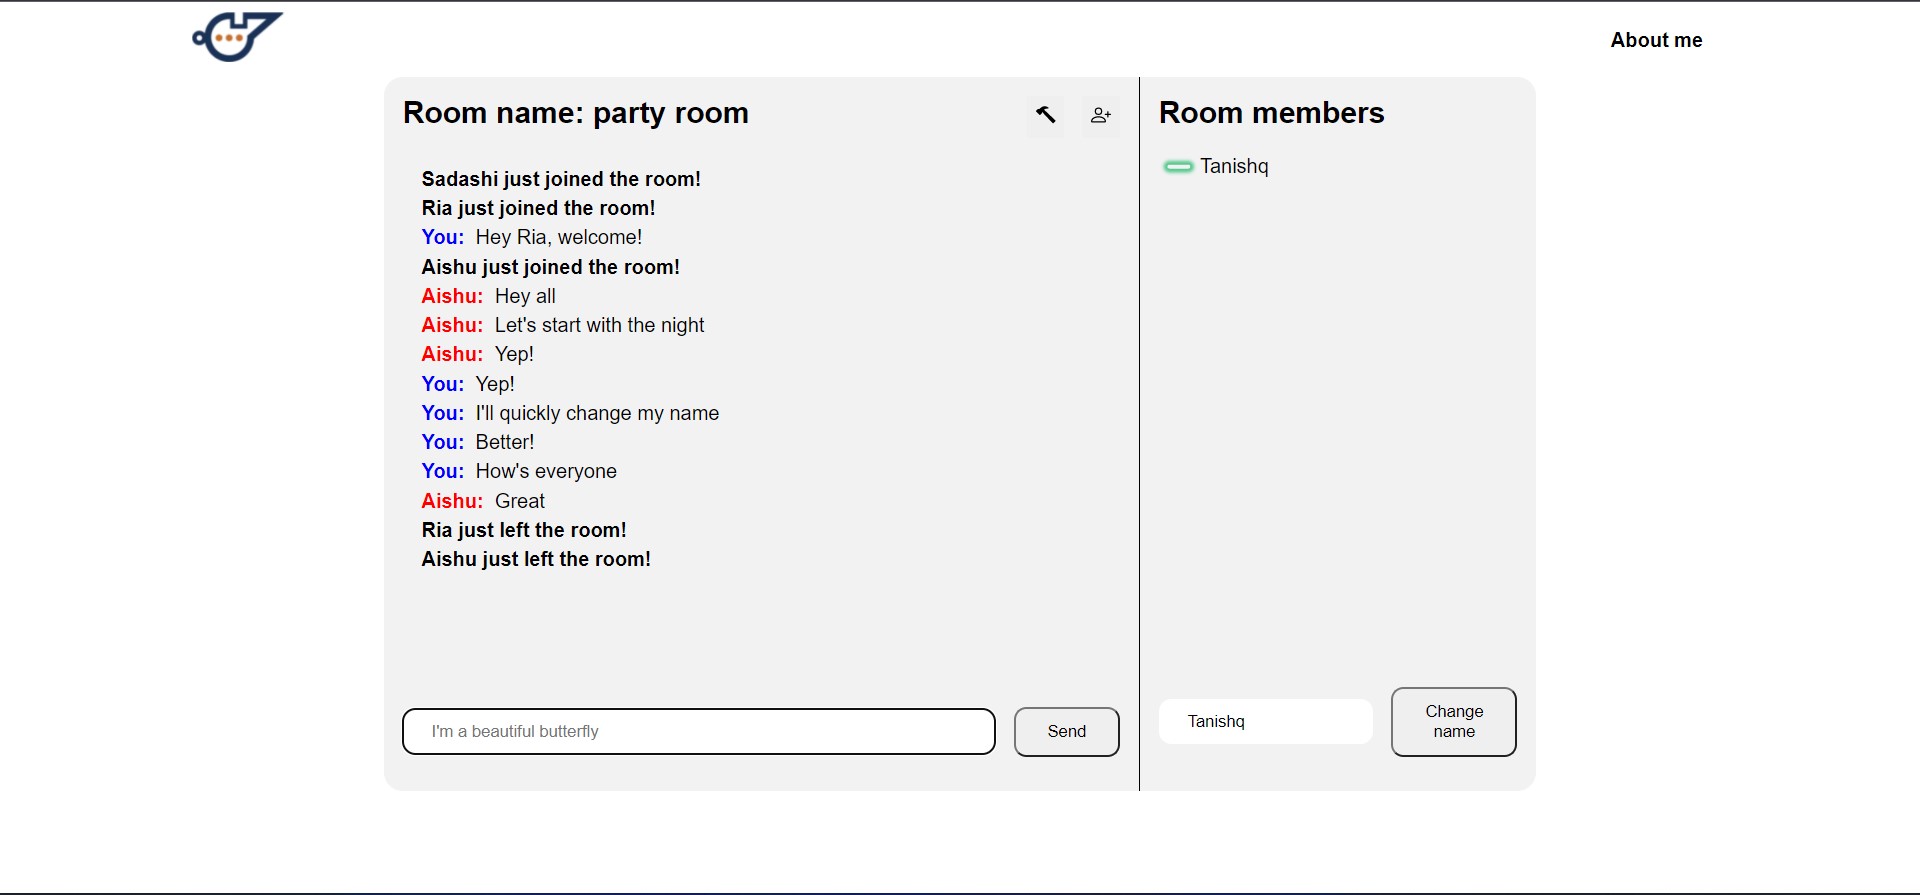 About me
Room name: party room
Room members
Tanishq
Sadashi just joined the room!
Ria just joined the room!
You: Hey Ria, welcome!
Aishu just joined the room!
Aishu: Hey all
Aishu: Let's start with the night
Aishu: Yep!
You: Yep!
You: I'll quickly change my name
You: Better!
You: How's everyone
Aishu: Great
Ria just left the room!
Aishu just left the room!
I'm a beautiful butterfly
Send
Tanishq
Change
name